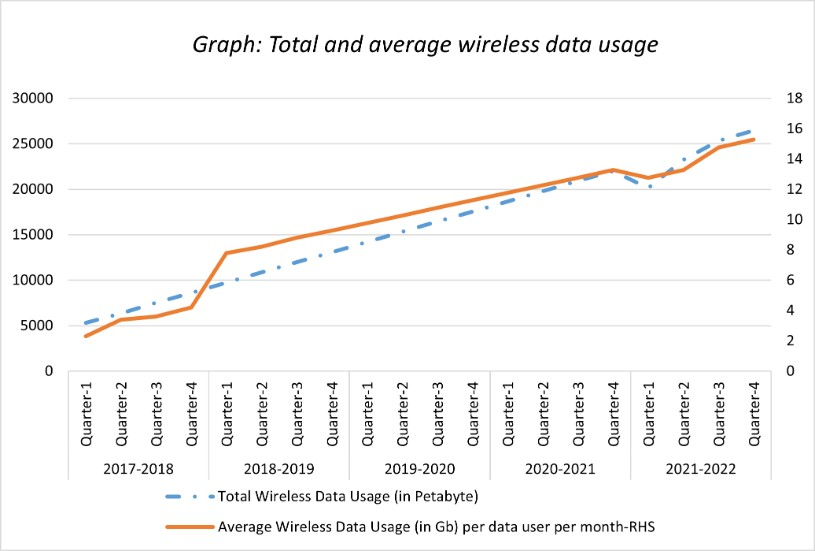 Graph: Total and average wireless data usage
30000
25000
20000
15000
10000
5000
0
18
16
14
12
10
8
6
4
2
0
Quarter-1
Quarter-2
Quarter-3
Quarter-4
Quarter-1
Quarter-2
Quarter-3
Quarter-4
Quarter-1
Quarter-2
Quarter-3
Quarter-4
Quarter-1
Quarter-2
Quarter-3
Quarter-4
Quarter-1
Quarter-2
Quarter-3
Quarter-4
2017-2018
2018-2019
2019-2020
2020-2021
2021-2022
Total Wireless Data Usage (in Petabyte)
Average Wireless Data Usage (in Gb) per data user per month-RHS